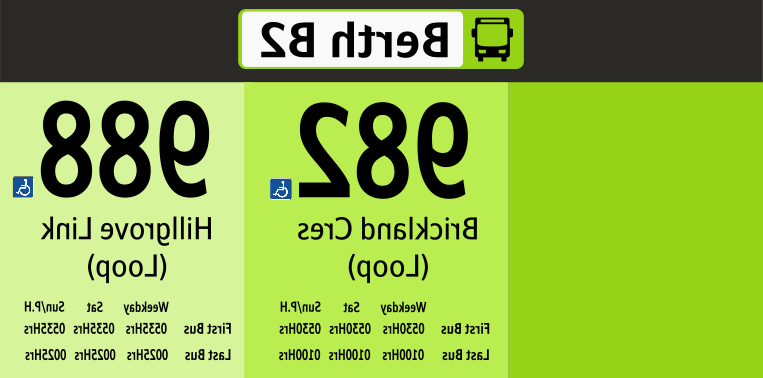 Berth B2
982
Brickland Cres
(Loop)
Weekday Sat Sun/P.H
First Bus 0530Hrs 0530Hrs 0530Hrs
Last Bus 0100Hrs 0100Hrs 0100Hrs
988
Hillgrove Link
(Loop)
Weekday Sat Sun/P.H
First Bus 0535Hrs 0535Hrs 0535Hrs
Last Bus 0025Hrs 0025Hrs 0025Hrs